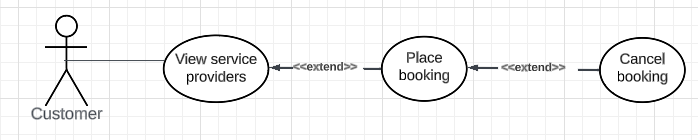 View service
providers
<<extend>>
Place
booking
<<extend>>
Cancel
booking
Customer